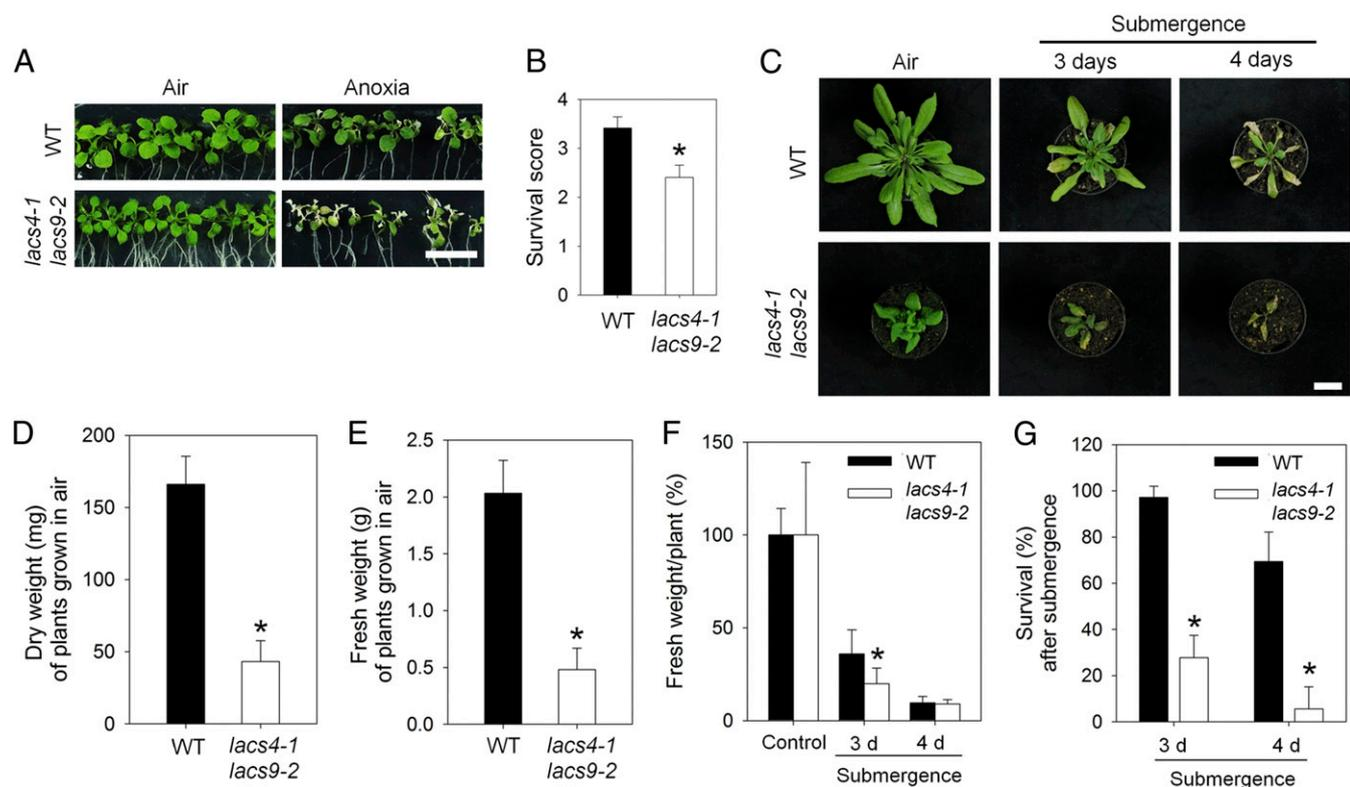 A
Air
Anoxia
WT
lacs4-1
lacs9-2
B
Survival score
4
3
2
1
0
*
WT
lacs4-1
lacs9-2
C
Submergence
Air
3 days
4 days
WT
lacs4-1
lacs9-2
D
Dry weight (mg)
of plants grown in air
200
150
100
50
0
*
WT
lacs4-1
lacs9-2
E
Fresh weight (g)
of plants grown in air
2.5
2.0
1.5
1.0
0.5
0.0
*
WT
lacs4-1
lacs9-2
F
Fresh weight/plant (%)
150
100
50
0
WT
lacs4-1
lacs9-2
*
Control
3 d
4 d
Submergence
G
Survival (%)
after submergence
120
100
80
60
40
20
0
WT
lacs4-1
lacs9-2
*
*
3 d
4 d
Submergence